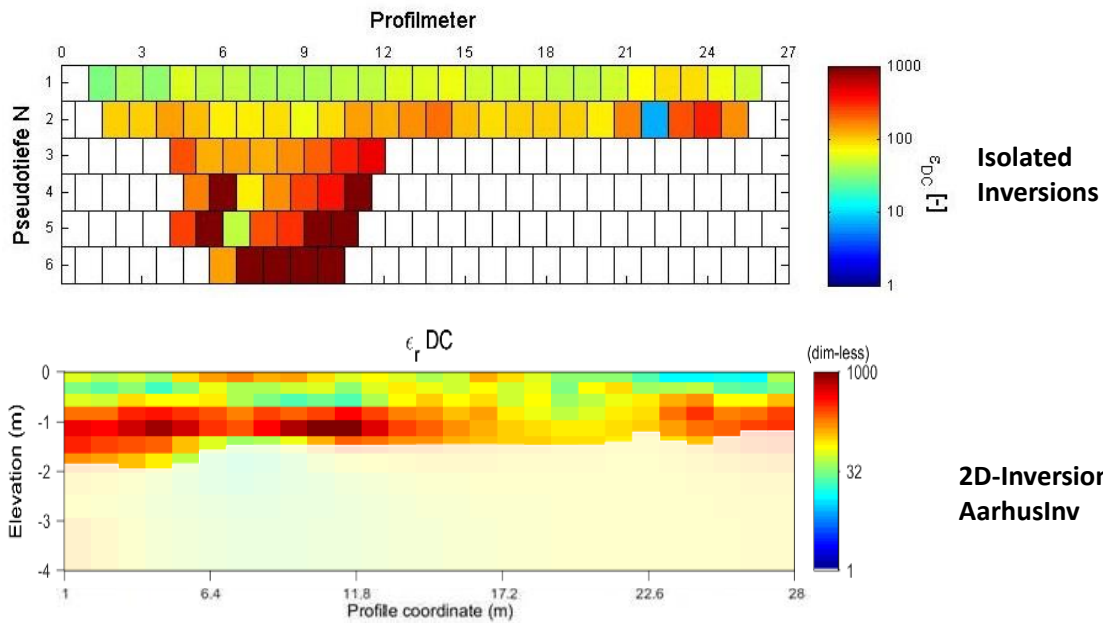 Profilmeter
0 3 6 9 12 15 18 21 24 27
Pseudotiefe N
1
2
3
4
5
6
1000
100
10
1
εDC [-]
Isolated
Inversions
ϵr DC
(dim-less)
Elevation (m)
0
-1
-2
-3
-4
1000
32
1
1 6.4 11.8 17.2 22.6 28
Profile coordinate (m)
2D-Inversion
AarhusInv